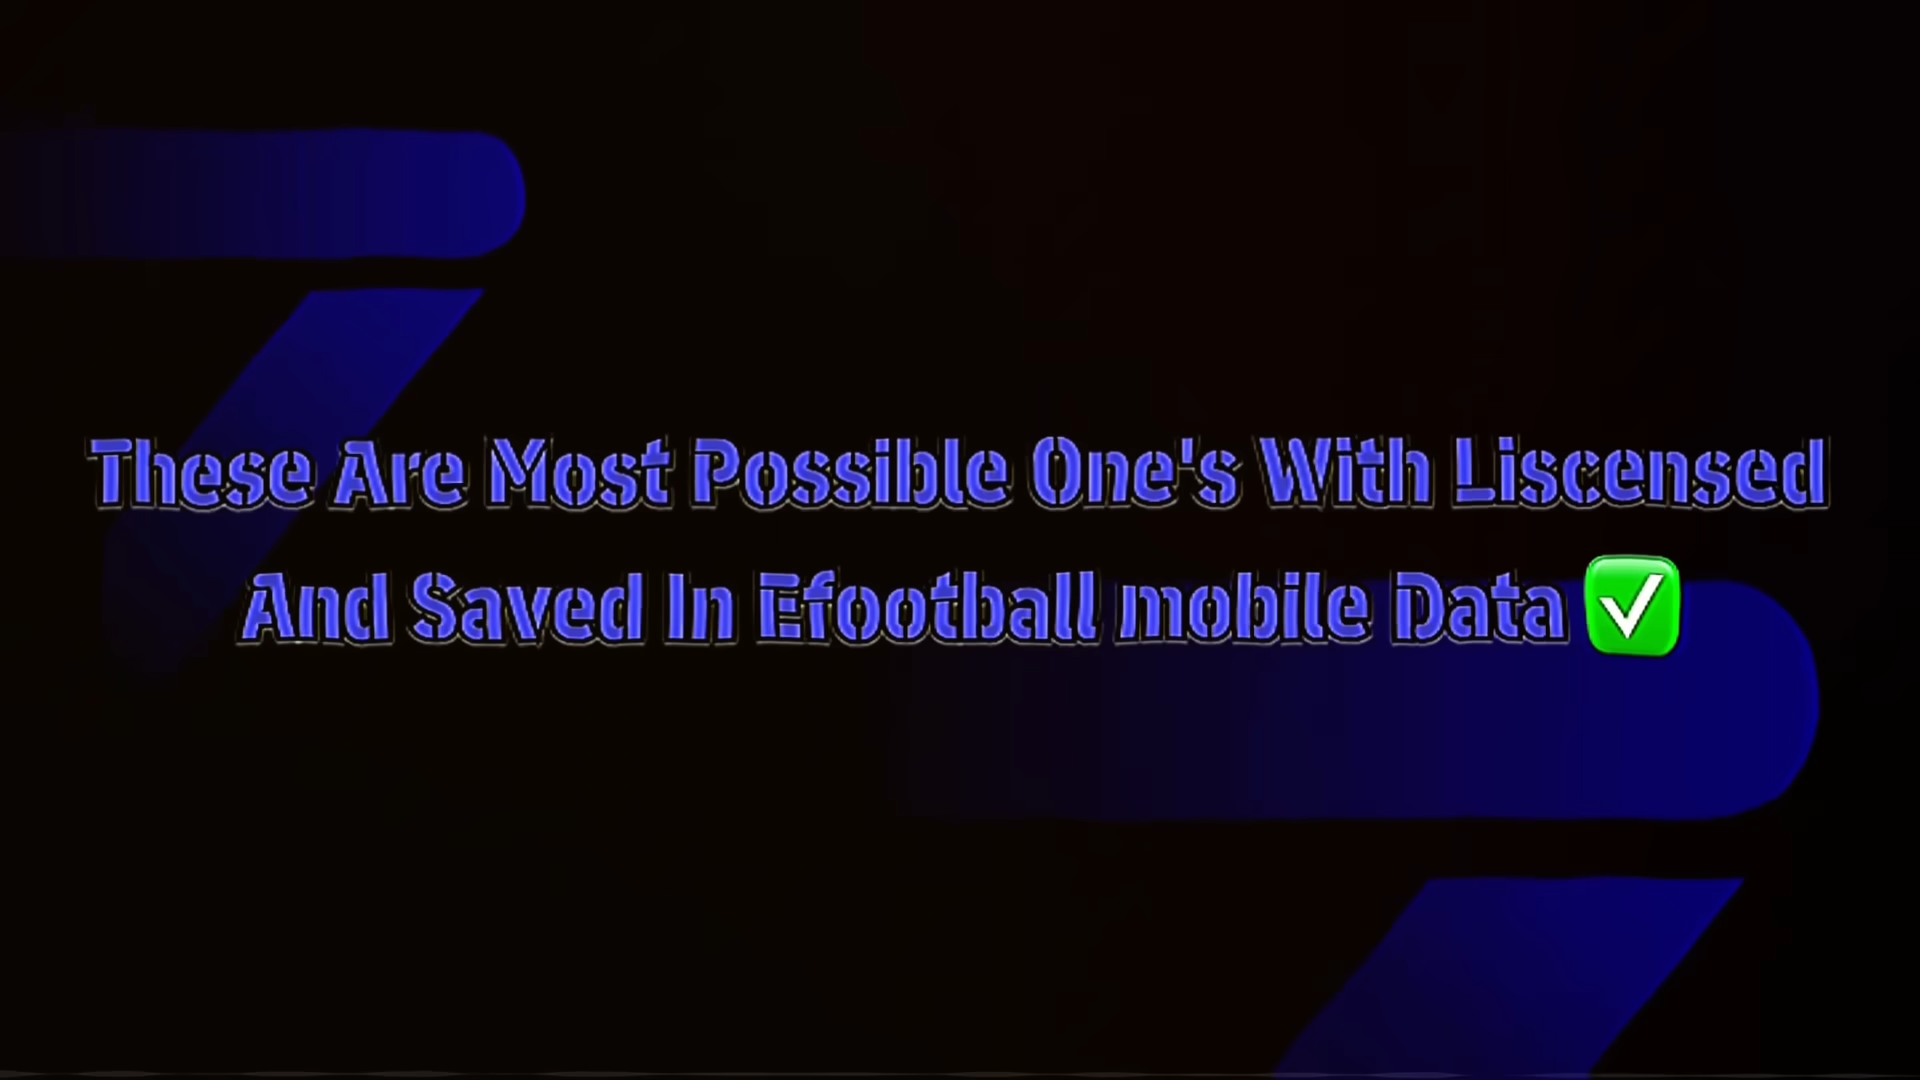 These Are Most Possible One's With Liscensed
And Saved In Efootball mobile Data ✅